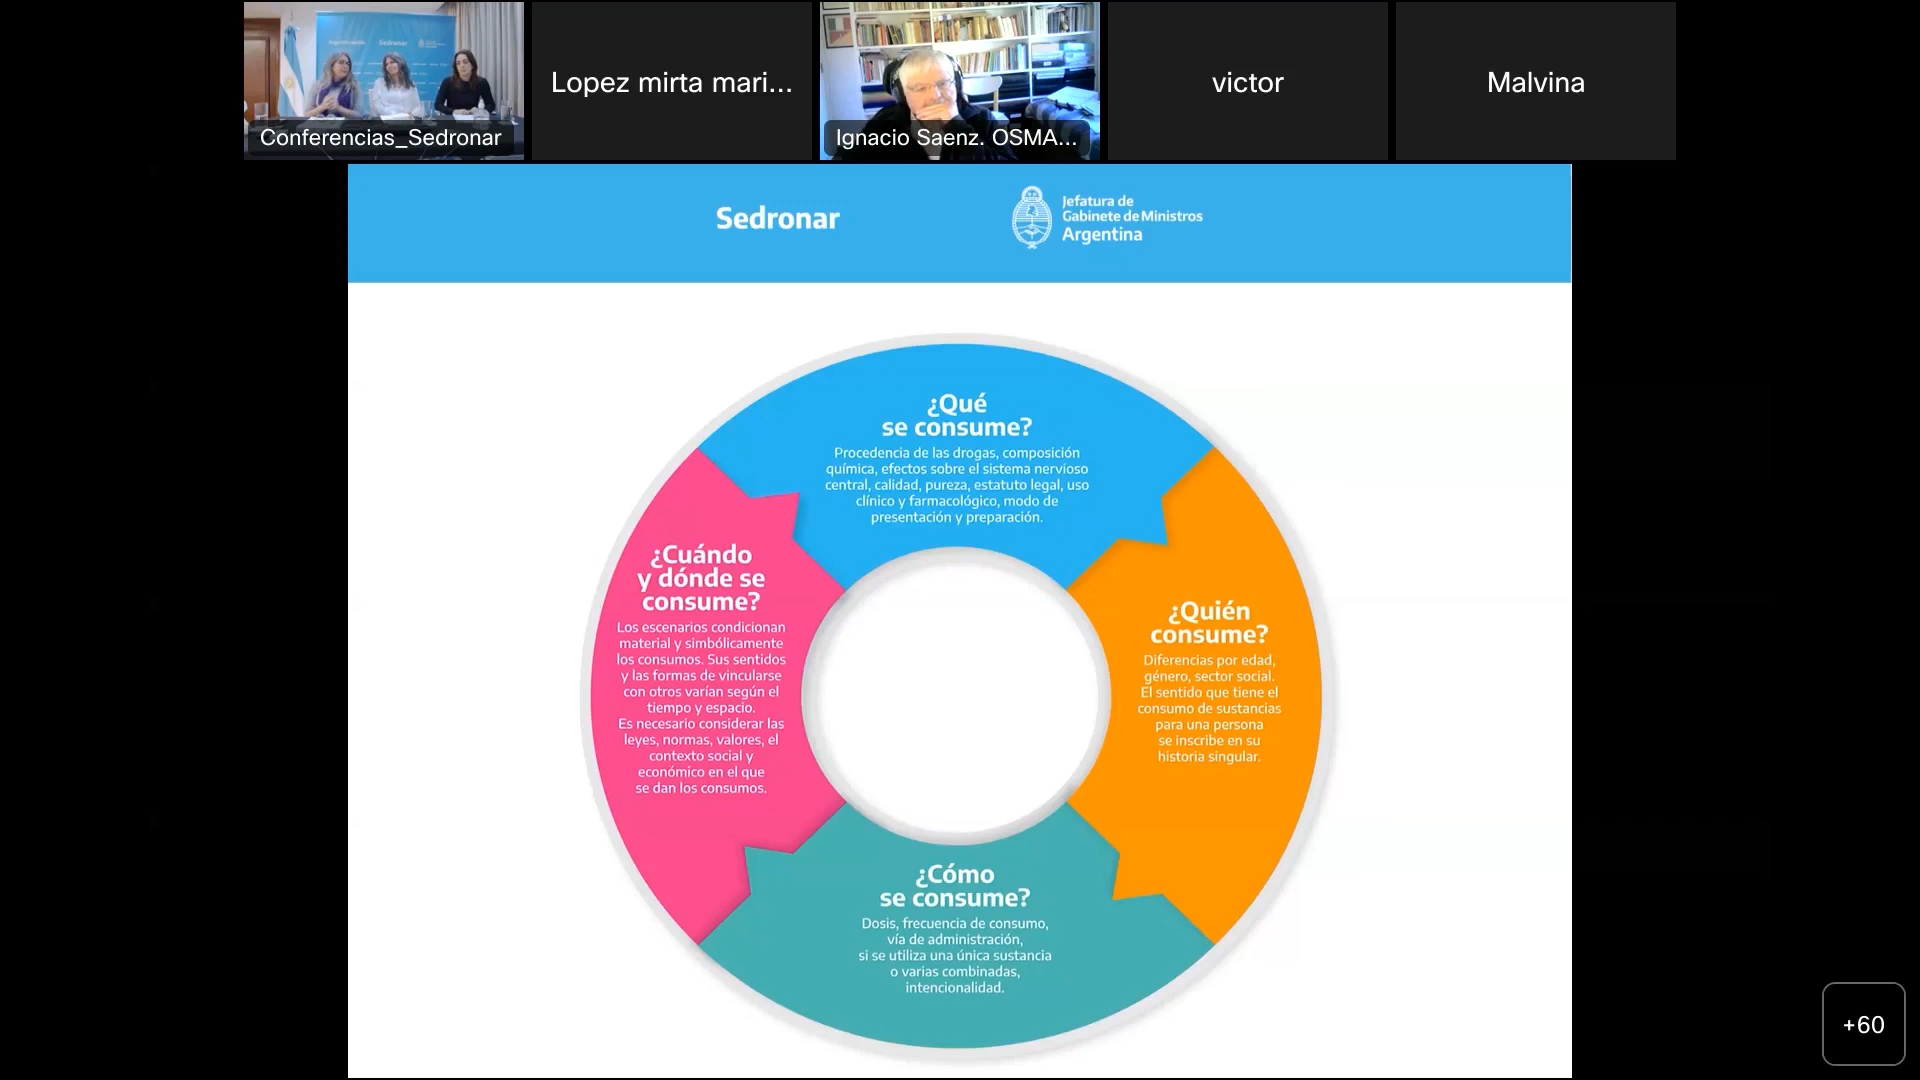 Sedronar
Conferencias_Sedronar
Lopez mirta mari...
Ignacio Saenz. OSMA...
victor
Malvina
Sedronar
Jefatura de
Gabinete de Ministros
Argentina
¿Qué
se consume?
Procedencia de las drogas, composición
química, efectos sobre el sistema nervioso
central, calidad, pureza, estatuto legal, uso
clínico y farmacológico, modo de
presentación y preparación.
¿Quién
consume?
Diferencias por edad,
género, sector social.
El sentido que tiene el
consumo de sustancias
para una persona
se inscribe en su
historia singular.
¿Cómo
se consume?
Dosis, frecuencia de consumo,
vía de administración,
si se utiliza una única sustancia
o varias combinadas,
intencionalidad.
¿Cuándo
y dónde se
consume?
Los escenarios condicionan
material y simbólicamente
los consumos. Sus sentidos
y las formas de vincularse
con otros varían según el
tiempo y espacio.
Es necesario considerar las
leyes, normas, valores, el
contexto social y
económico en el que
se dan los consumos.
+60